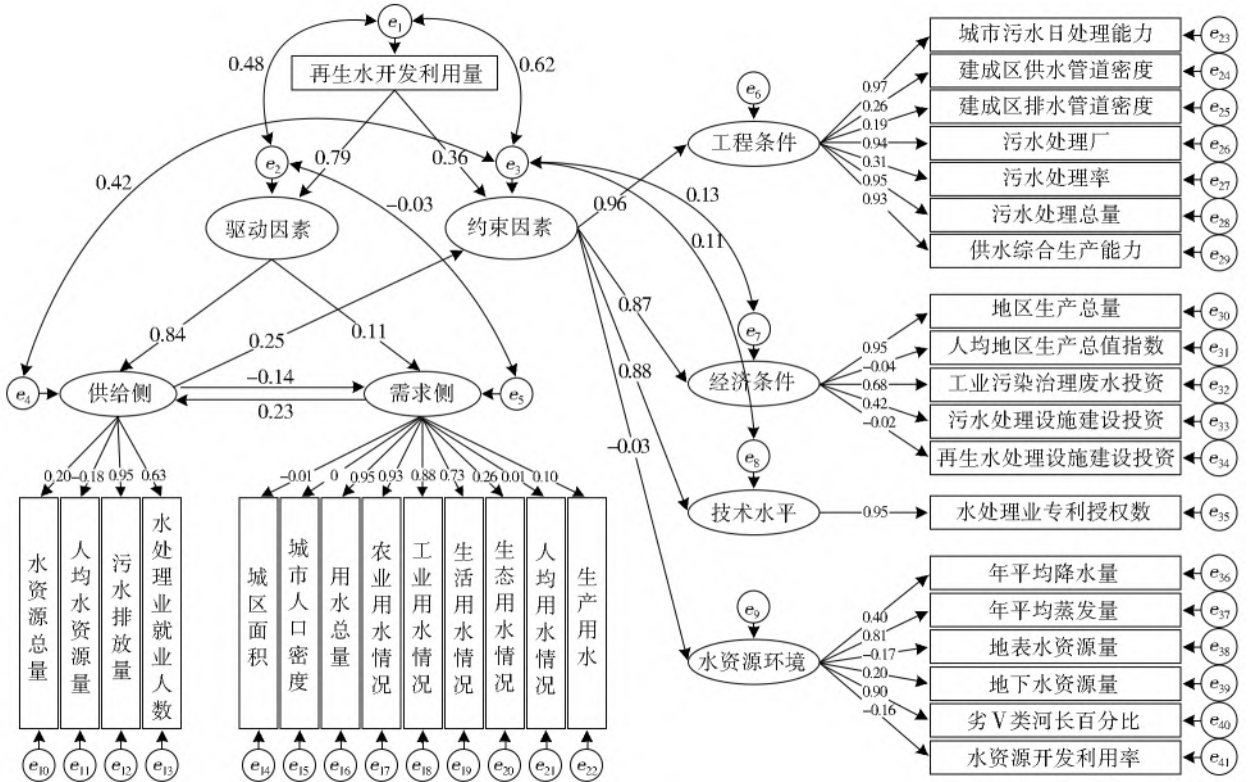 e1
再生水开发利用量
0.48
0.62
e2
e3
0.79
0.36
0.42
-0.03
驱动因素
约束因素
0.96
0.13
0.11
0.84
0.11
0.25
0.87
0.88
-0.03
e4
供给侧
-0.14
0.23
需求侧
e5
0.20
-0.18
0.95
0.63
水资源总量
人均水资源量
污水排放量
水处理业就业人数
e10
e11
e12
e13
-0.01
0
0.95
0.93
0.88
0.73
0.26
0.01
0.10
城区面积
城市人口密度
用水总量
农业用水情况
工业用水情况
生活用水情况
生态用水情况
人均用水情况
生产用水
e14
e15
e16
e17
e18
e19
e20
e21
e22
e6
工程条件
0.97
0.26
0.19
0.94
0.31
0.95
0.93
城市污水日处理能力
e23
建成区供水管道密度
e24
建成区排水管道密度
e25
污水处理厂
e26
污水处理率
e27
污水处理总量
e28
供水综合生产能力
e29
e7
经济条件
0.95
-0.04
0.68
0.42
-0.02
地区生产总量
e30
人均地区生产总值指数
e31
工业污染治理废水投资
e32
污水处理设施建设投资
e33
再生水处理设施建设投资
e34
e8
技术水平
0.95
水处理业专利授权数
e35
e9
水资源环境
0.40
0.81
-0.17
0.20
0.90
-0.16
年平均降水量
e36
年平均蒸发量
e37
地表水资源量
e38
地下水资源量
e39
劣V类河长百分比
e40
水资源开发利用率
e41